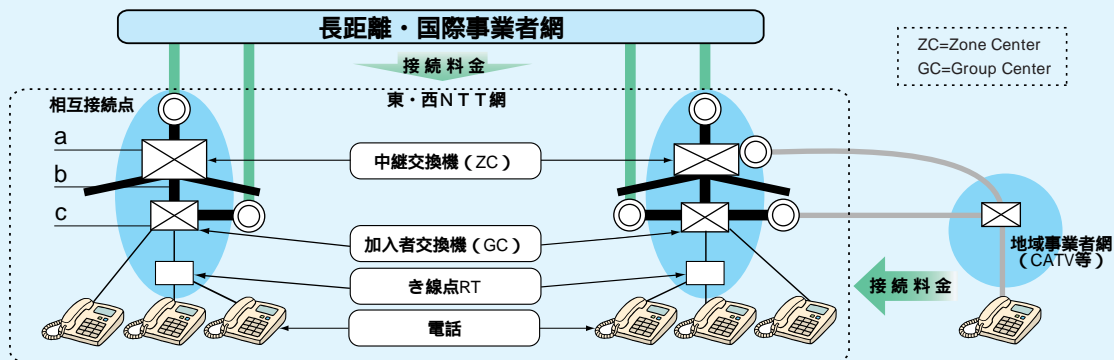 長距離・国際事業者網
ZC=Zone Center
GC=Group Center
接続料金
相互接続点
東・西NTT網
a
中継交換機(ZC)
b
c
加入者交換機(GC)
地域事業者網
(CATV等)
き線点RT
接続料金
電話